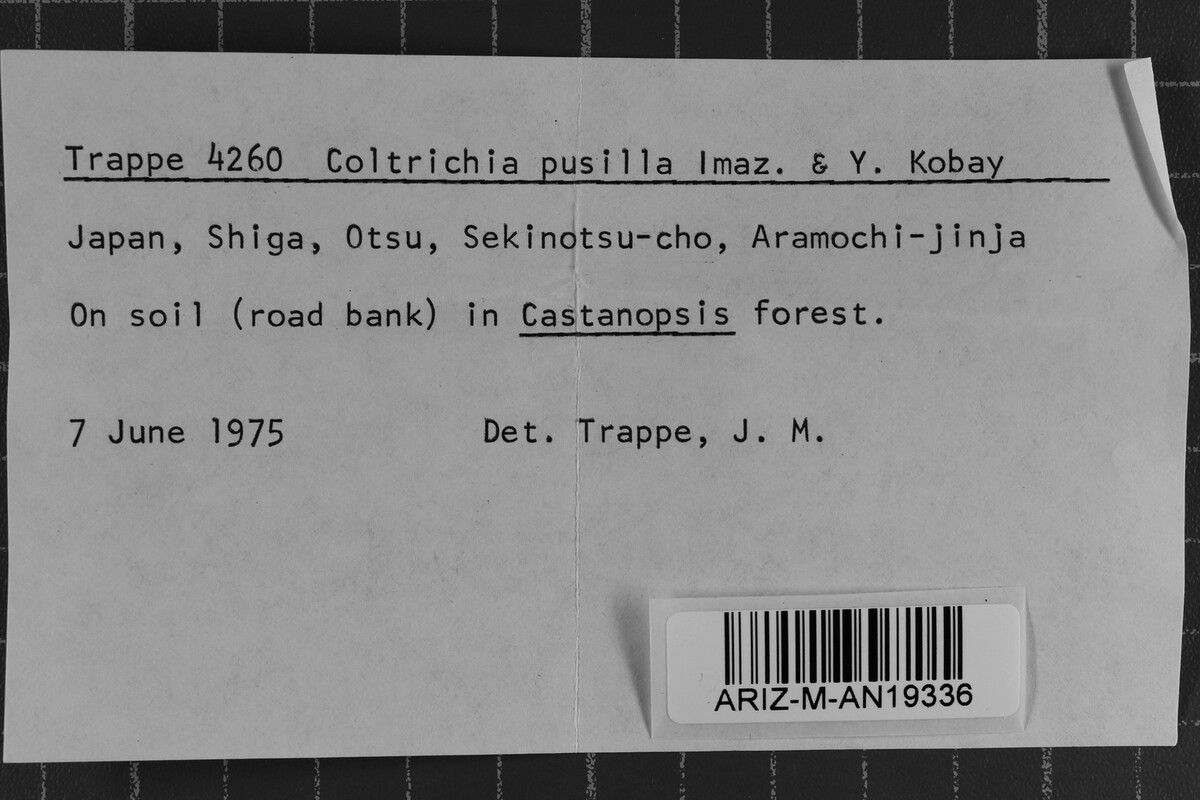 Trappe 4260 Coltrichia pusilla Imaz. & Y. Kobay
Japan, Shiga, Otsu, Sekinotsu-cho, Aramochi-jinja
On soil (road bank) in Castanopsis forest.
7 June 1975 Det. Trappe, J. M.
ARIZ-M-AN19336